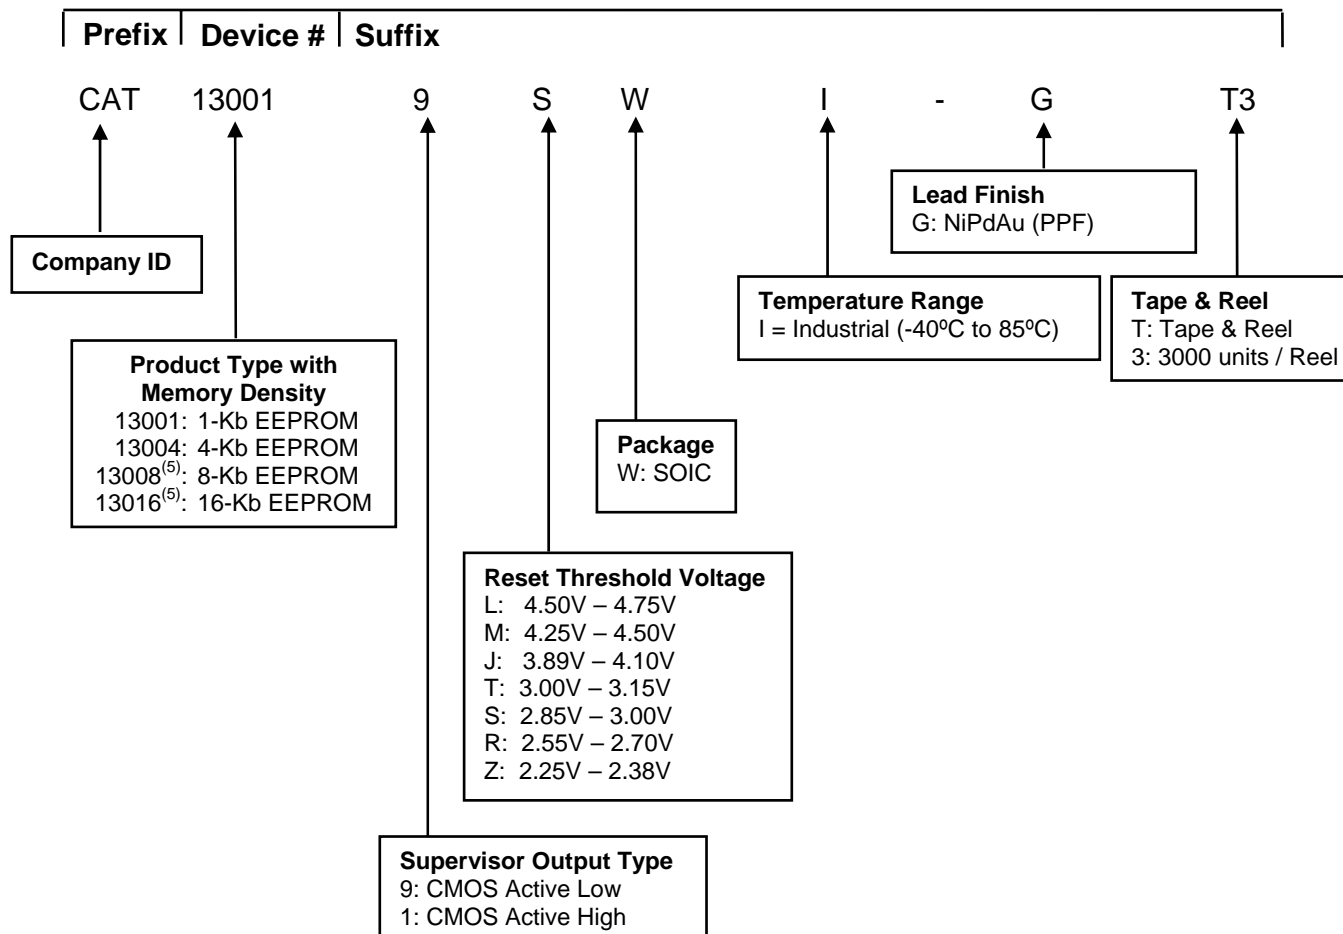 Prefix Device # Suffix
CAT 13001 9 S W I - G T3
Lead Finish
G: NiPdAu (PPF)
Company ID
Temperature Range
I = Industrial (-40ºC to 85ºC)
Tape & Reel
T: Tape & Reel
3: 3000 units / Reel
Product Type with
Memory Density
13001: 1-Kb EEPROM
13004: 4-Kb EEPROM
13008(5): 8-Kb EEPROM
13016(5): 16-Kb EEPROM
Package
W: SOIC
Reset Threshold Voltage
L: 4.50V – 4.75V
M: 4.25V – 4.50V
J: 3.89V – 4.10V
T: 3.00V – 3.15V
S: 2.85V – 3.00V
R: 2.55V – 2.70V
Z: 2.25V – 2.38V
Supervisor Output Type
9: CMOS Active Low
1: CMOS Active High